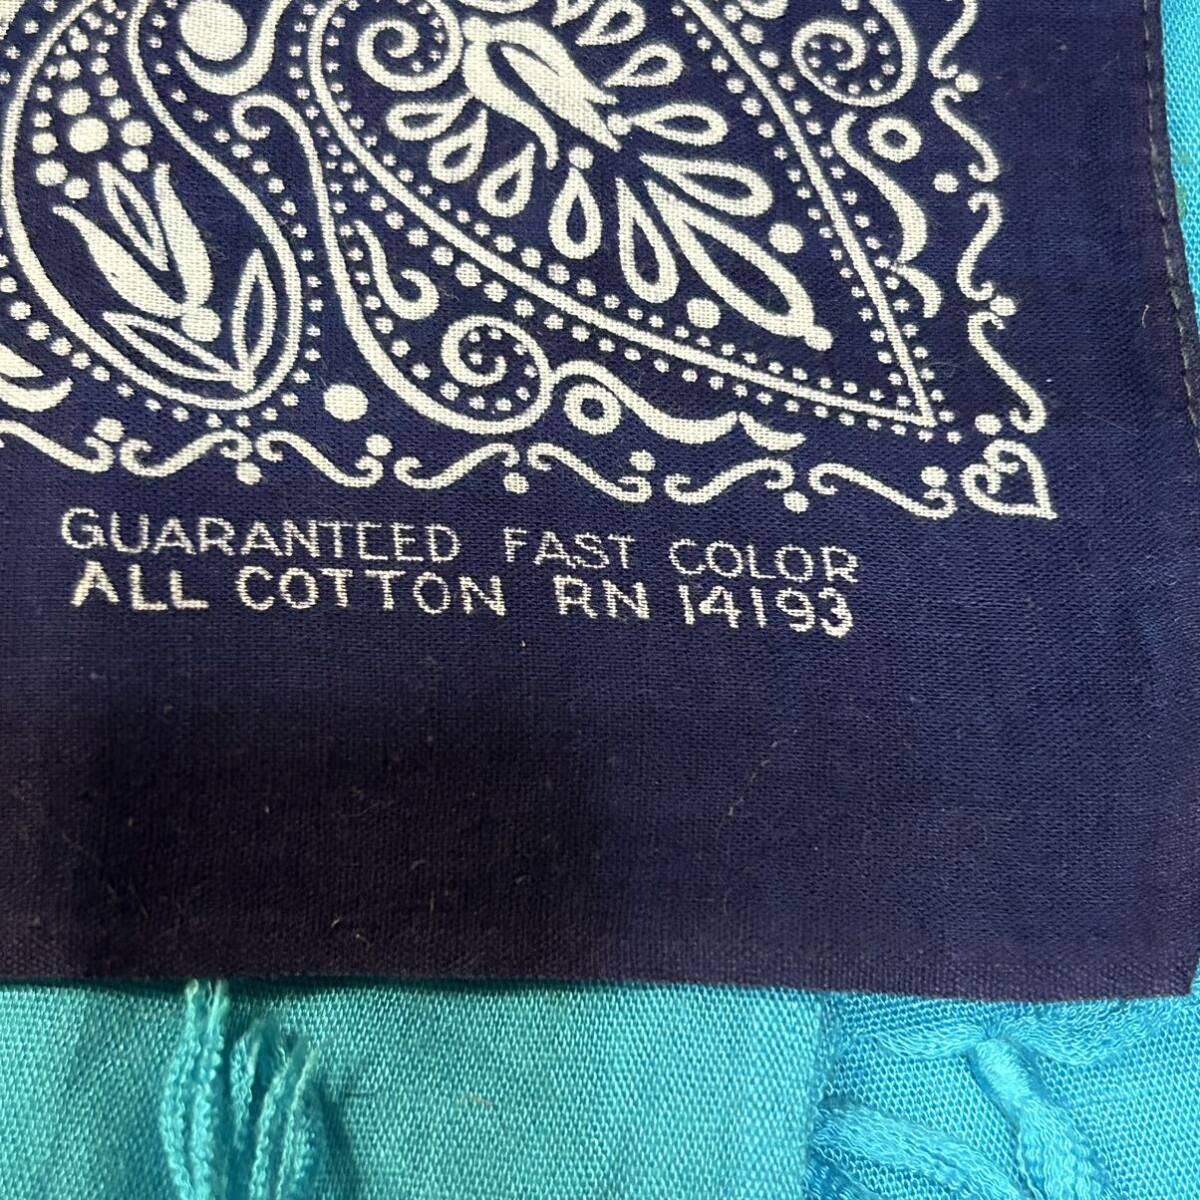 GUARANTEED FAST COLOR
ALL COTTON RN 14193